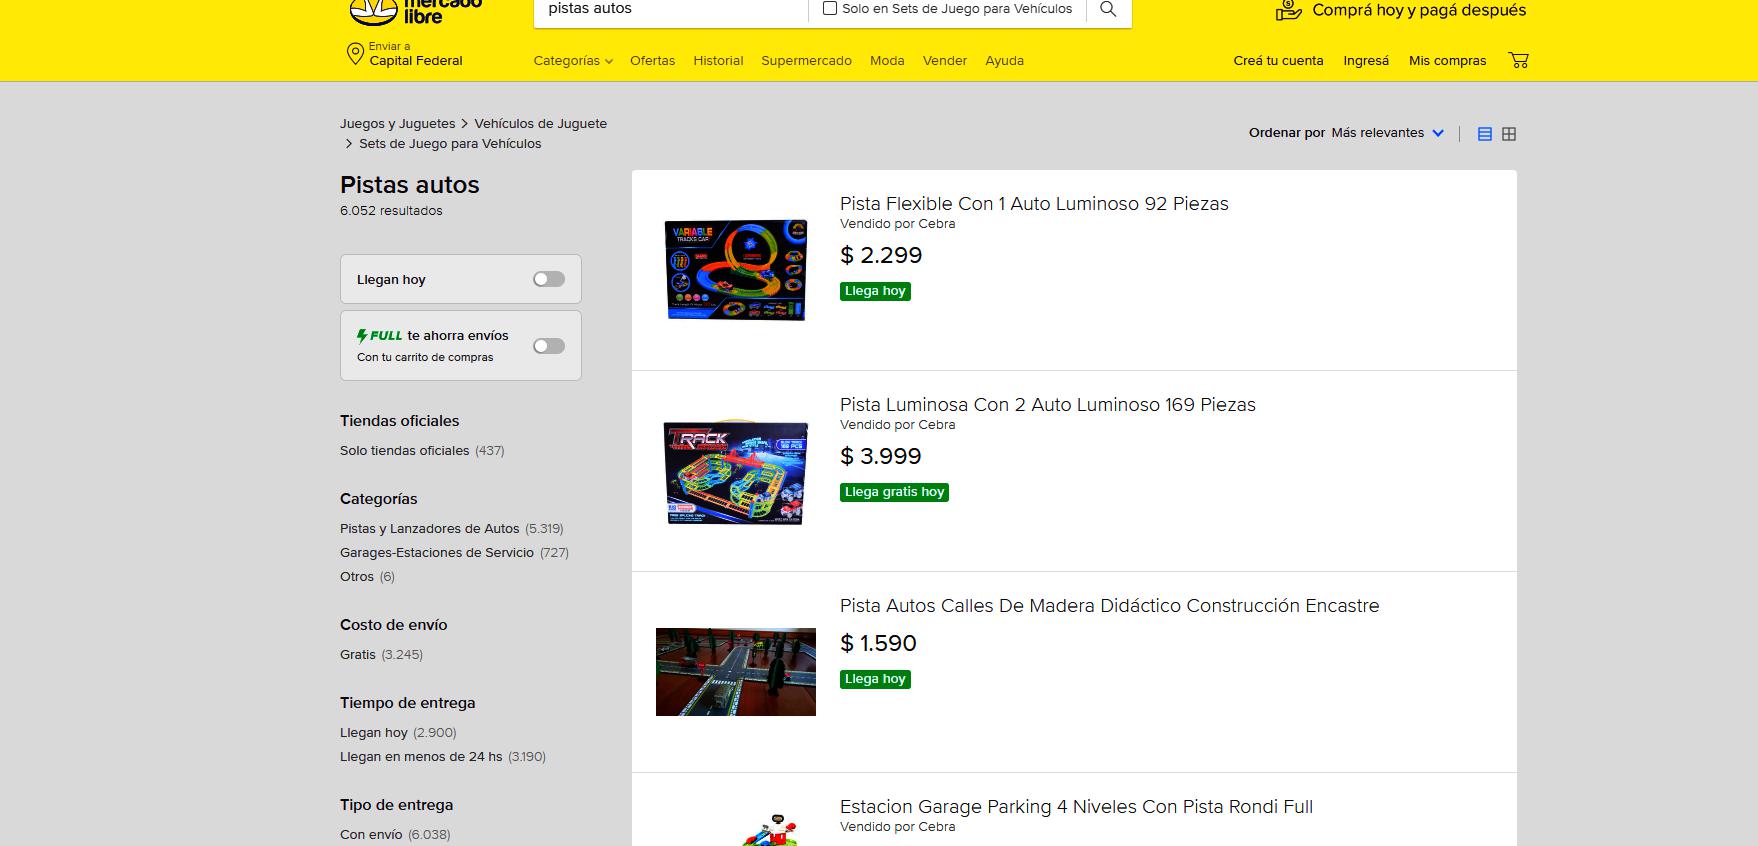 mercado
libre
pistas autos
Solo en Sets de Juego para Vehículos
Comprá hoy y pagá después
Enviar a
Capital Federal
Categorías
Ofertas
Historial
Supermercado
Moda
Vender
Ayuda
Creá tu cuenta
Ingresá
Mis compras
Juegos y Juguetes > Vehículos de Juguete
> Sets de Juego para Vehículos
Ordenar por Más relevantes
Pistas autos
6.052 resultados
Llegan hoy
FULL te ahorra envíos
Con tu carrito de compras
Tiendas oficiales
Solo tiendas oficiales (437)
Categorías
Pistas y Lanzadores de Autos (5.319)
Garages-Estaciones de Servicio (727)
Otros (6)
Costo de envío
Gratis (3.245)
Tiempo de entrega
Llegan hoy (2.900)
Llegan en menos de 24 hs (3.190)
Tipo de entrega
Con envío (6.038)
VARIABLE
TRACKS CAR
Pista Flexible Con 1 Auto Luminoso 92 Piezas
Vendido por Cebra
$ 2.299
Llega hoy
TRACK
Pista Luminosa Con 2 Auto Luminoso 169 Piezas
Vendido por Cebra
$ 3.999
Llega gratis hoy
Pista Autos Calles De Madera Didáctico Construcción Encastre
$ 1.590
Llega hoy
Estacion Garage Parking 4 Niveles Con Pista Rondi Full
Vendido por Cebra